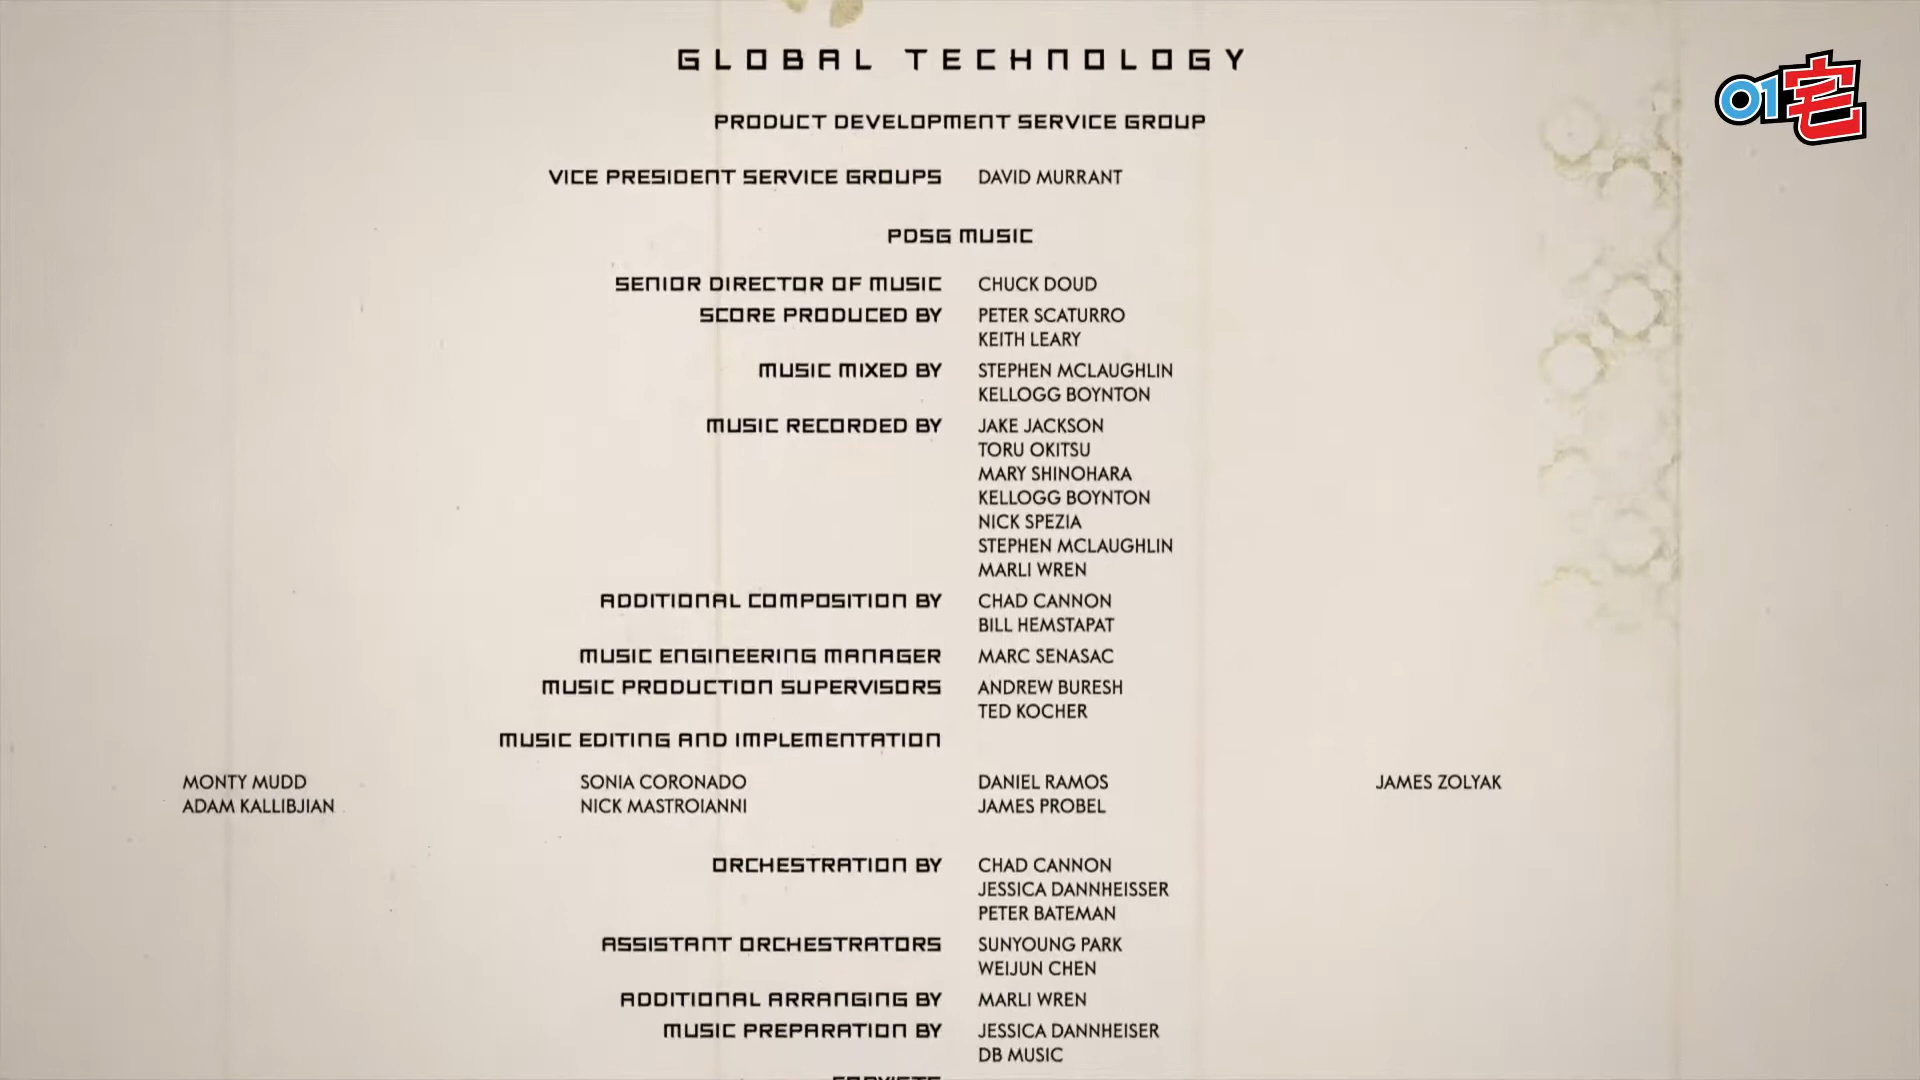 GLOBAL TECHNOLOGY
01宅
PRODUCT DEVELOPMENT SERVICE GROUP
VICE PRESIDENT SERVICE GROUPS DAVID MURRANT
PDSG MUSIC
SENIOR DIRECTOR OF MUSIC CHUCK DOUD
SCORE PRODUCED BY PETER SCATURRO
KEITH LEARY
MUSIC MIXED BY STEPHEN MCLAUGHLIN
KELLOGG BOYNTON
MUSIC RECORDED BY JAKE JACKSON
TORU OKITSU
MARY SHINOHARA
KELLOGG BOYNTON
NICK SPEZIA
STEPHEN MCLAUGHLIN
MARLI WREN
ADDITIONAL COMPOSITION BY CHAD CANNON
BILL HEMSTAPAT
MUSIC ENGINEERING MANAGER MARC SENASAC
MUSIC PRODUCTION SUPERVISORS ANDREW BURESH
TED KOCHER
MUSIC EDITING AND IMPLEMENTATION
MONTY MUDD SONIA CORONADO DANIEL RAMOS JAMES ZOLYAK
ADAM KALLIBJIAN NICK MASTROIANNI JAMES PROBEL
ORCHESTRATION BY CHAD CANNON
JESSICA DANNHEISSER
PETER BATEMAN
ASSISTANT ORCHESTRATORS SUNYOUNG PARK
WEIJUN CHEN
ADDITIONAL ARRANGING BY MARLI WREN
MUSIC PREPARATION BY JESSICA DANNHEISER
DB MUSIC